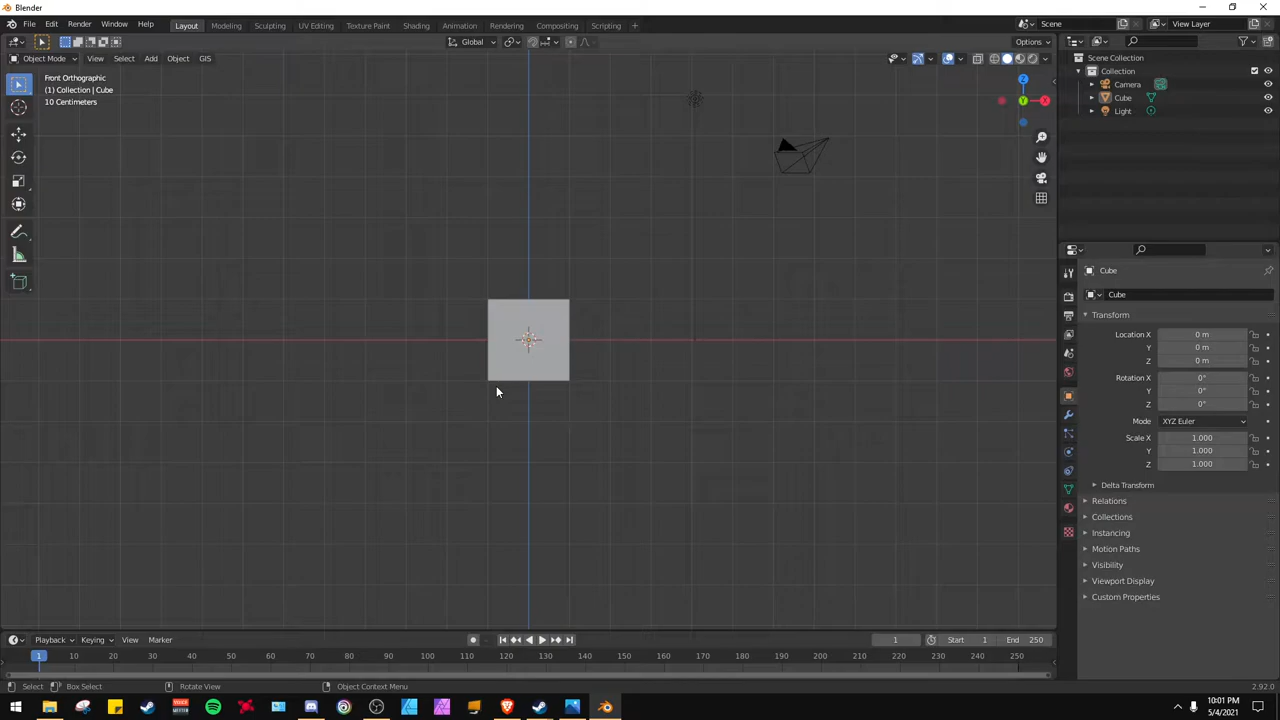 Blender
File Edit Render Window Help Layout Modeling Sculpting UV Editing Texture Paint Shading Animation Rendering Compositing Scripting + Scene View Layer
Global Options
Object Mode View Select Add Object GIS
Front Orthographic
(1) Collection | Cube
10 Centimeters
Z
Y
X
Scene Collection
Collection
Camera
Cube
Light
Cube
Cube
Transform
Location X 0 m
Y 0 m
Z 0 m
Rotation X 0°
Y 0°
Z 0°
Mode XYZ Euler
Scale X 1.000
Y 1.000
Z 1.000
Delta Transform
Relations
Collections
Instancing
Motion Paths
Visibility
Viewport Display
Custom Properties
Playback Keying View Marker 1 Start 1 End 250
1 10 20 30 40 50 60 70 80 90 100 110 120 130 140 150 160 170 180 190 200 210 220 230 240 250
Select Box Select Rotate View Object Context Menu 2.92.0
10:01 PM
5/4/2021